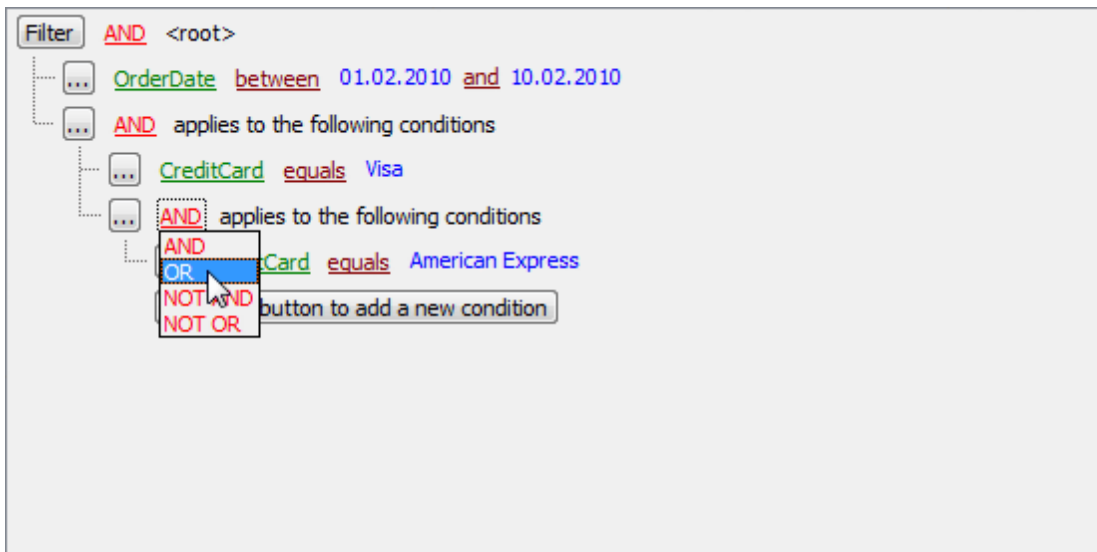 Filter AND <root>
... OrderDate between 01.02.2010 and 10.02.2010
... AND applies to the following conditions
... CreditCard equals Visa
... AND applies to the following conditions
AND
OR
Card equals American Express
NOT AND
button to add a new condition
NOT OR